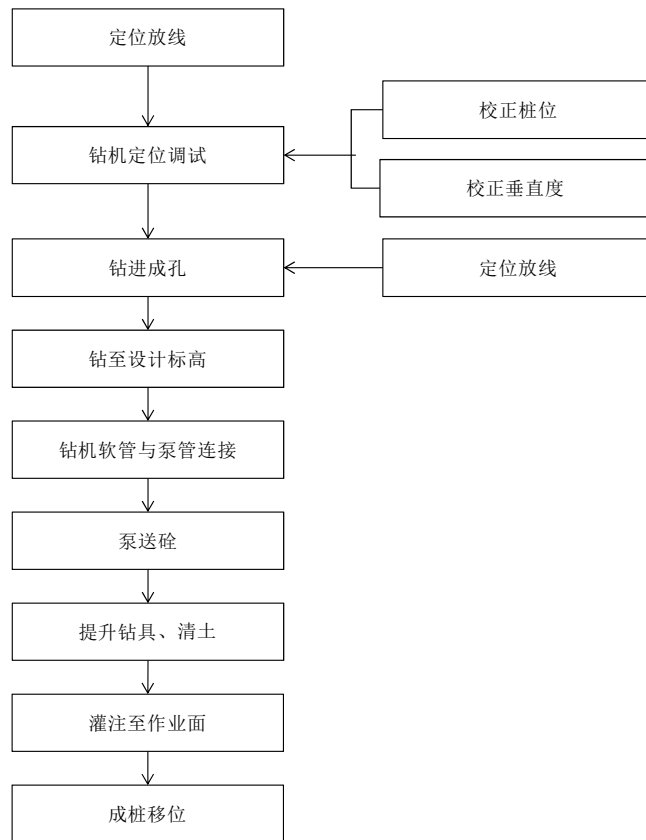 定位放线
校正桩位
钻机定位调试
校正垂直度
钻进成孔
定位放线
钻至设计标高
钻机软管与泵管连接
泵送砼
提升钻具、清土
灌注至作业面
成桩移位